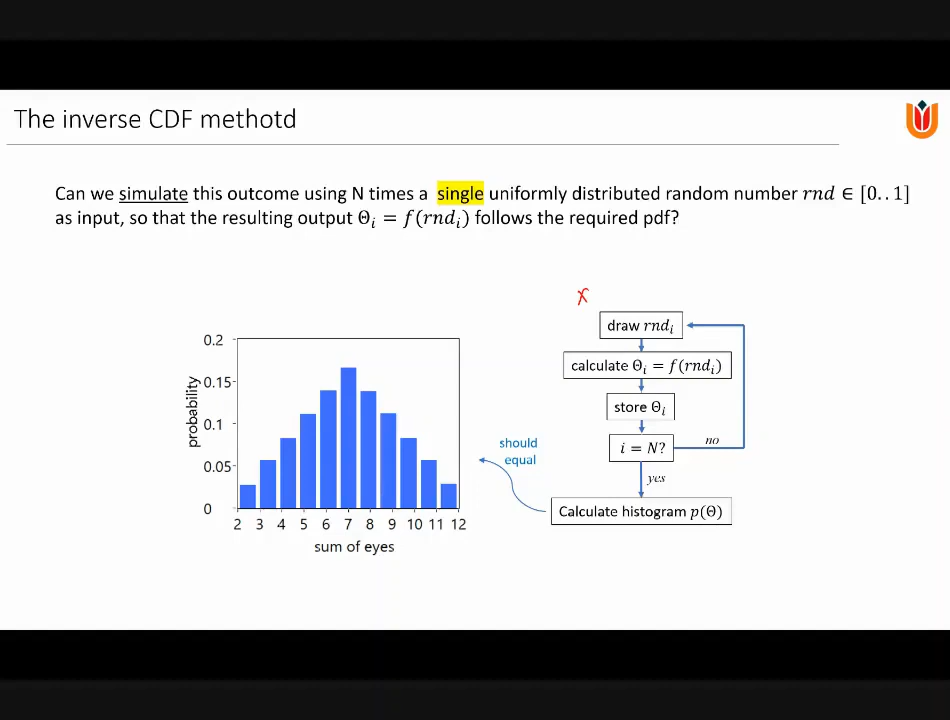 The inverse CDF methotd
Can we simulate this outcome using N times a single uniformly distributed random number rnd ∈ [0..1]
as input, so that the resulting output Θᵢ = f(rndᵢ) follows the required pdf?
draw rndᵢ
calculate Θᵢ = f(rndᵢ)
store Θᵢ
i = N?
no
yes
Calculate histogram p(Θ)
should
equal
probability
0.2
0.15
0.1
0.05
0
2 3 4 5 6 7 8 9 10 11 12
sum of eyes